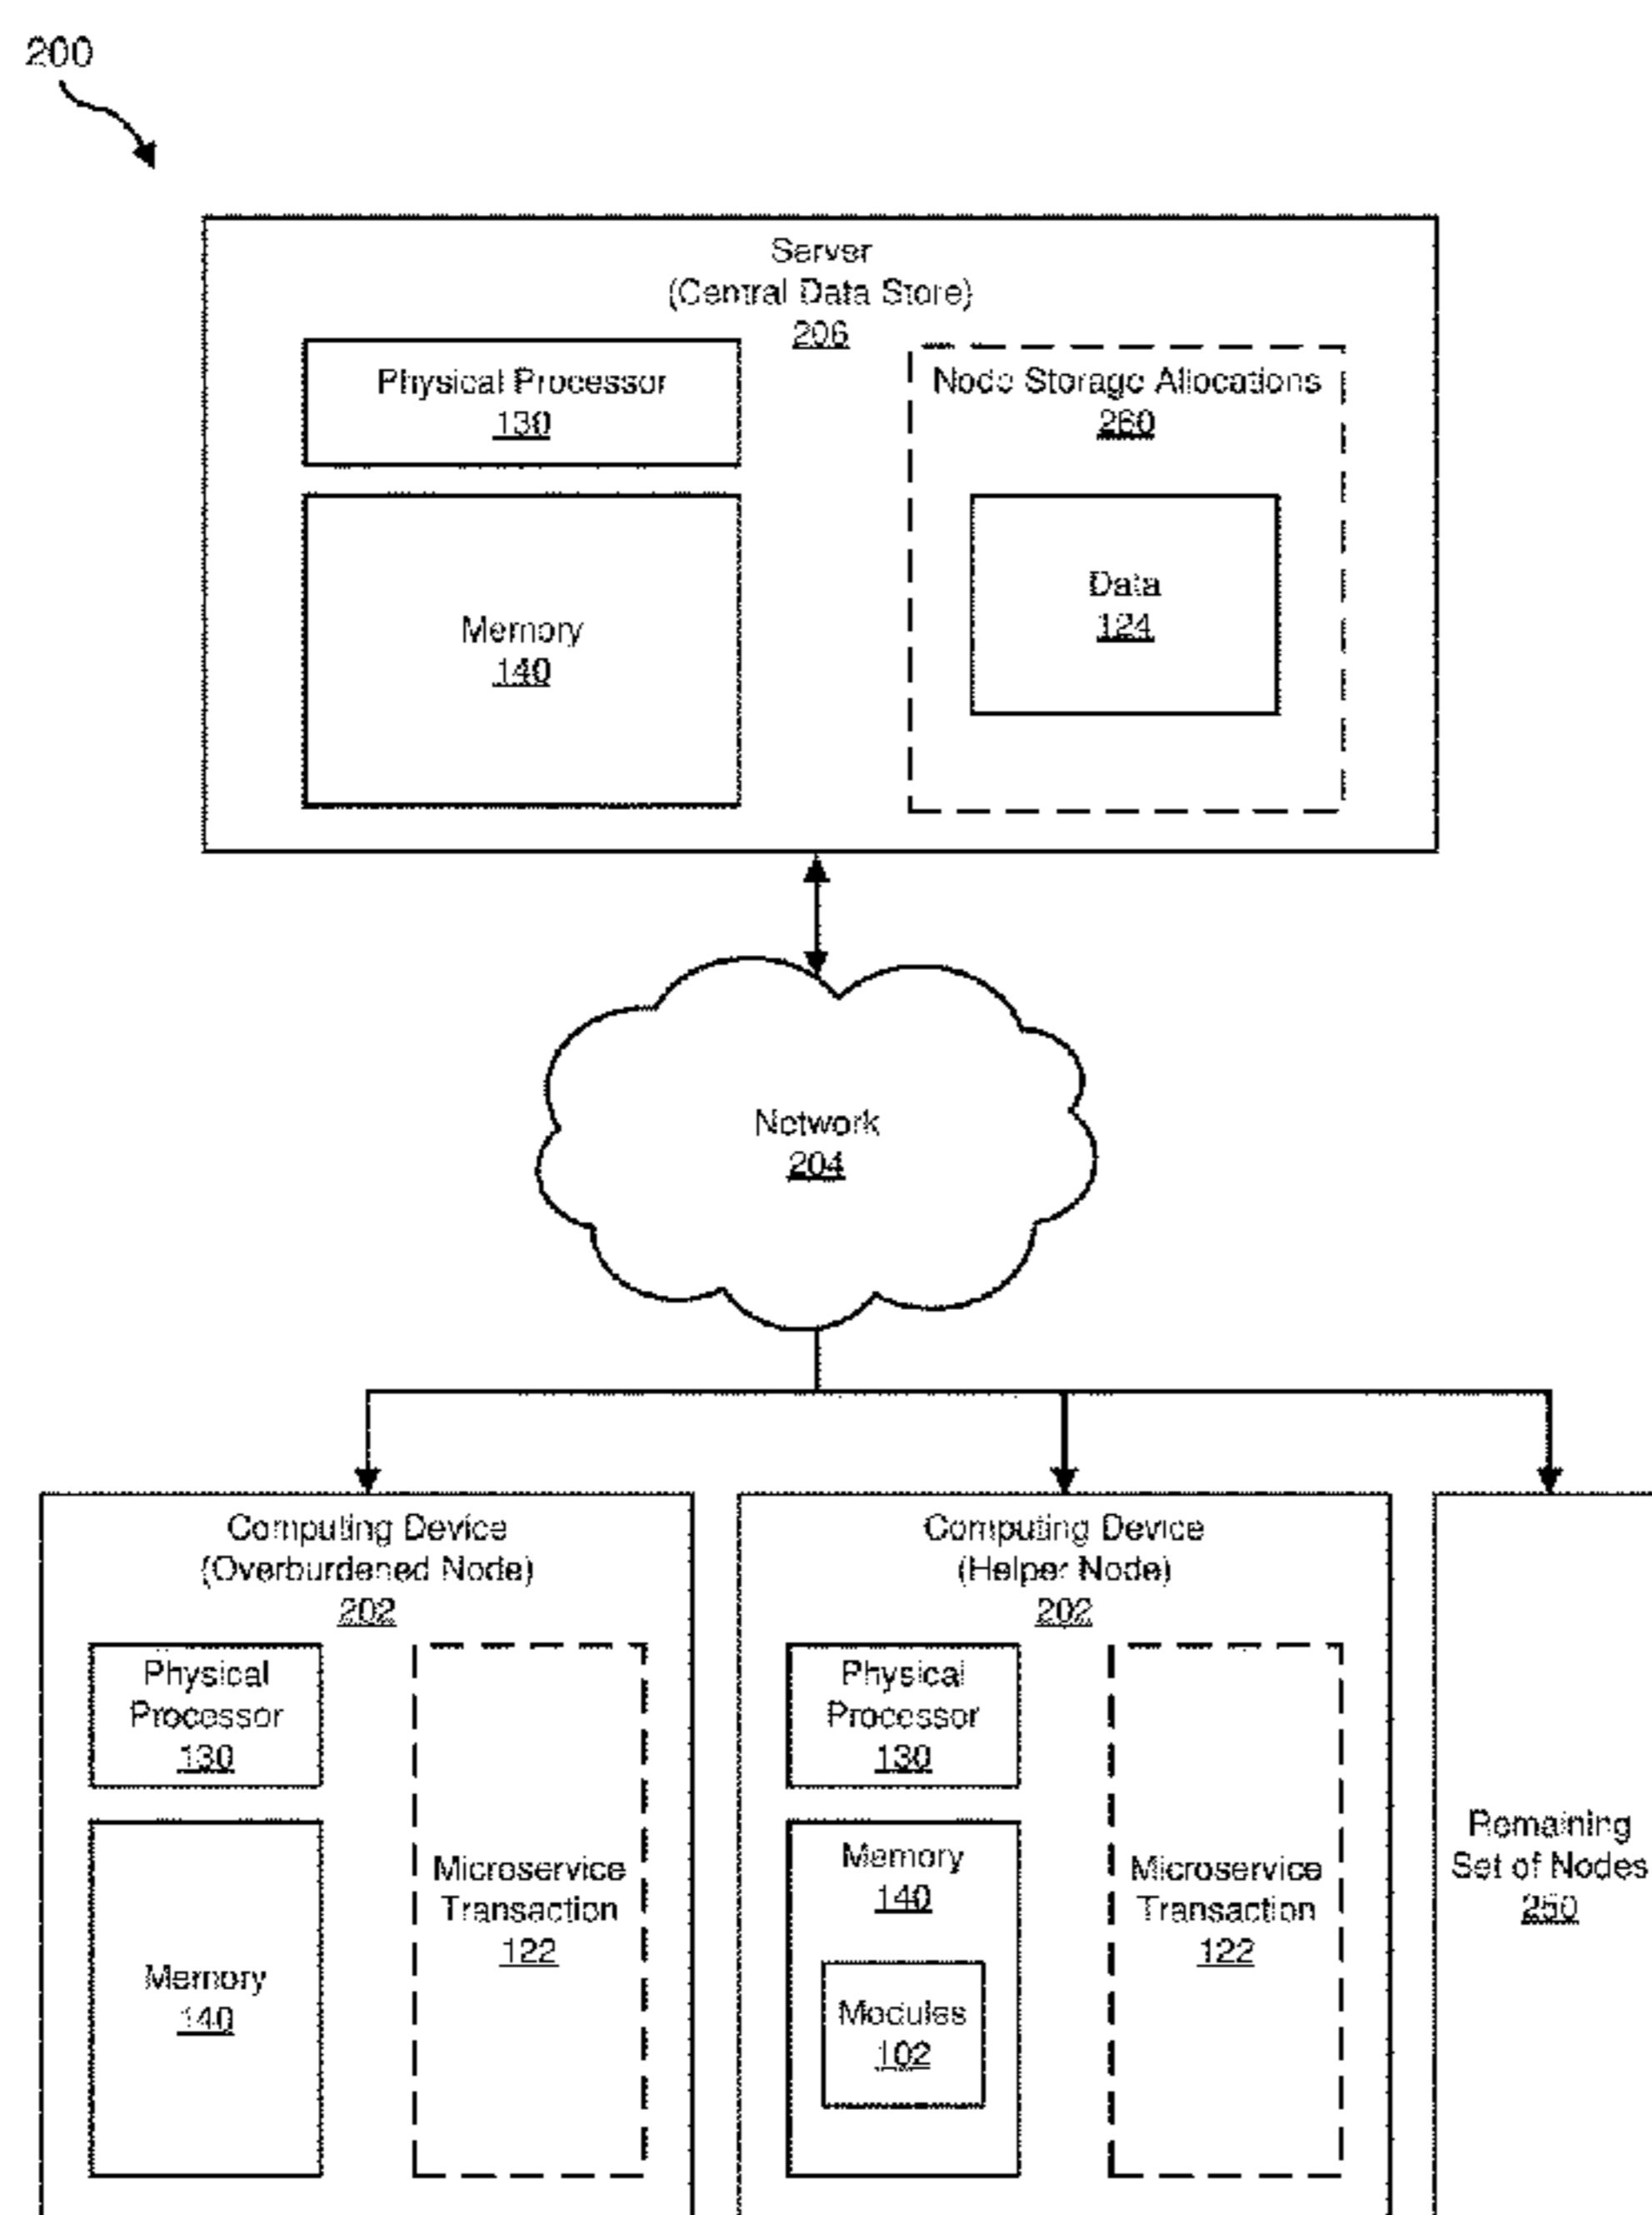 200
Server
(Central Data Store)
206
Physical Processor
130
Node Storage Allocations
260
Memory
140
Data
124
Network
204
Computing Device
(Overburdened Node)
202
Physical
Processor
130
Memory
140
Microservice
Transaction
122
Computing Device
(Helper Node)
202
Physical
Processor
130
Memory
140
Modules
102
Microservice
Transaction
122
Remaining
Set of Nodes
250